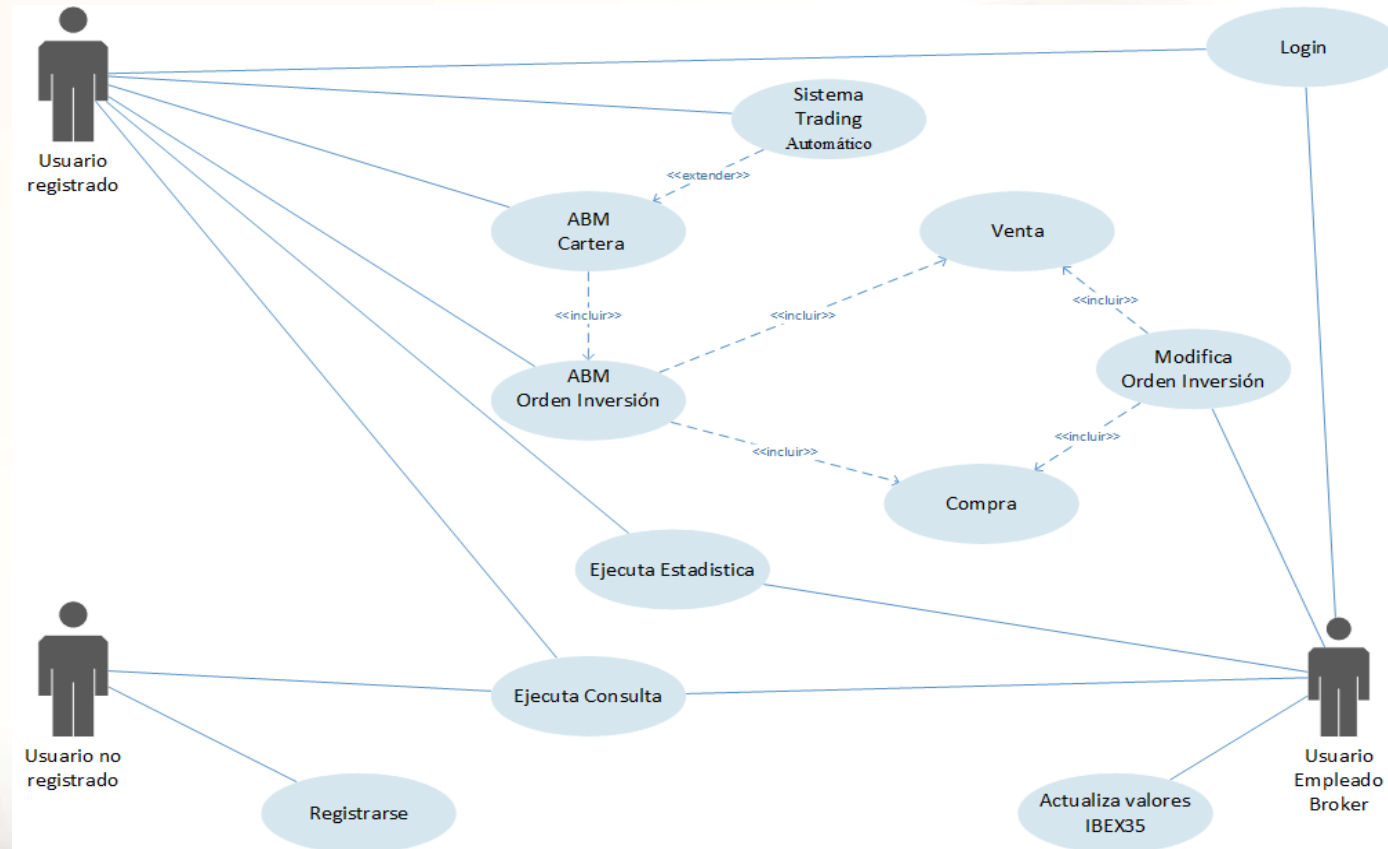 Login
Sistema
Trading
Automático
Usuario
registrado
<<extender>>
ABM
Cartera
Venta
<<incluir>>
<<incluir>>
<<incluir>>
ABM
Orden Inversión
Modifica
Orden Inversión
<<incluir>>
<<incluir>>
Compra
Ejecuta Estadistica
Ejecuta Consulta
Usuario no
registrado
Usuario
Empleado
Broker
Registrarse
Actualiza valores
IBEX35